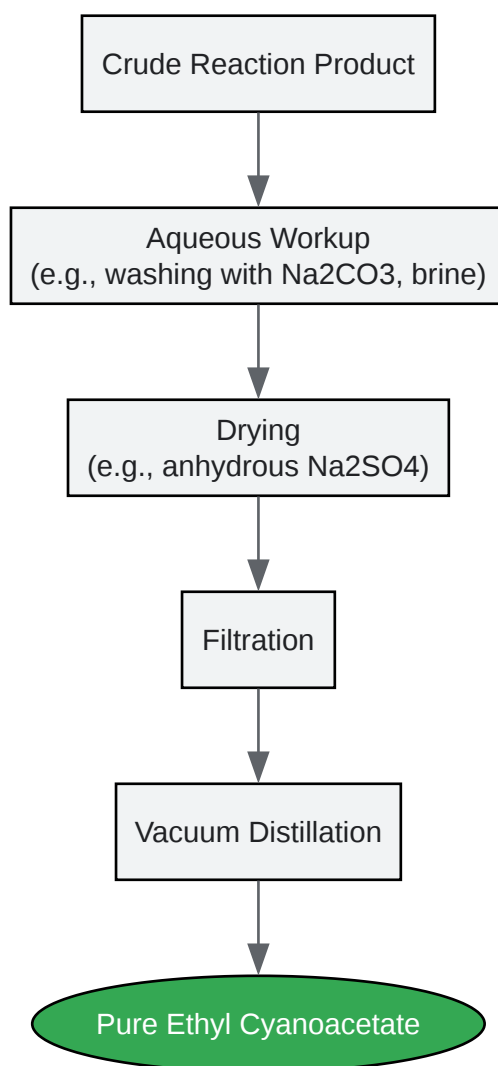 Crude Reaction Product
Aqueous Workup
(e.g., washing with Na2CO3, brine)
Drying
(e.g., anhydrous Na2SO4)
Filtration
Vacuum Distillation
Pure Ethyl Cyanoacetate